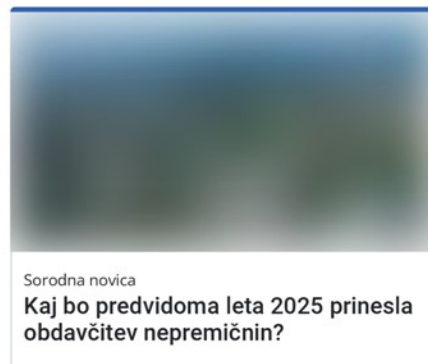 Sorodna novica
Kaj bo predvidoma leta 2025 prinesla
obdavčitev nepremičnin?